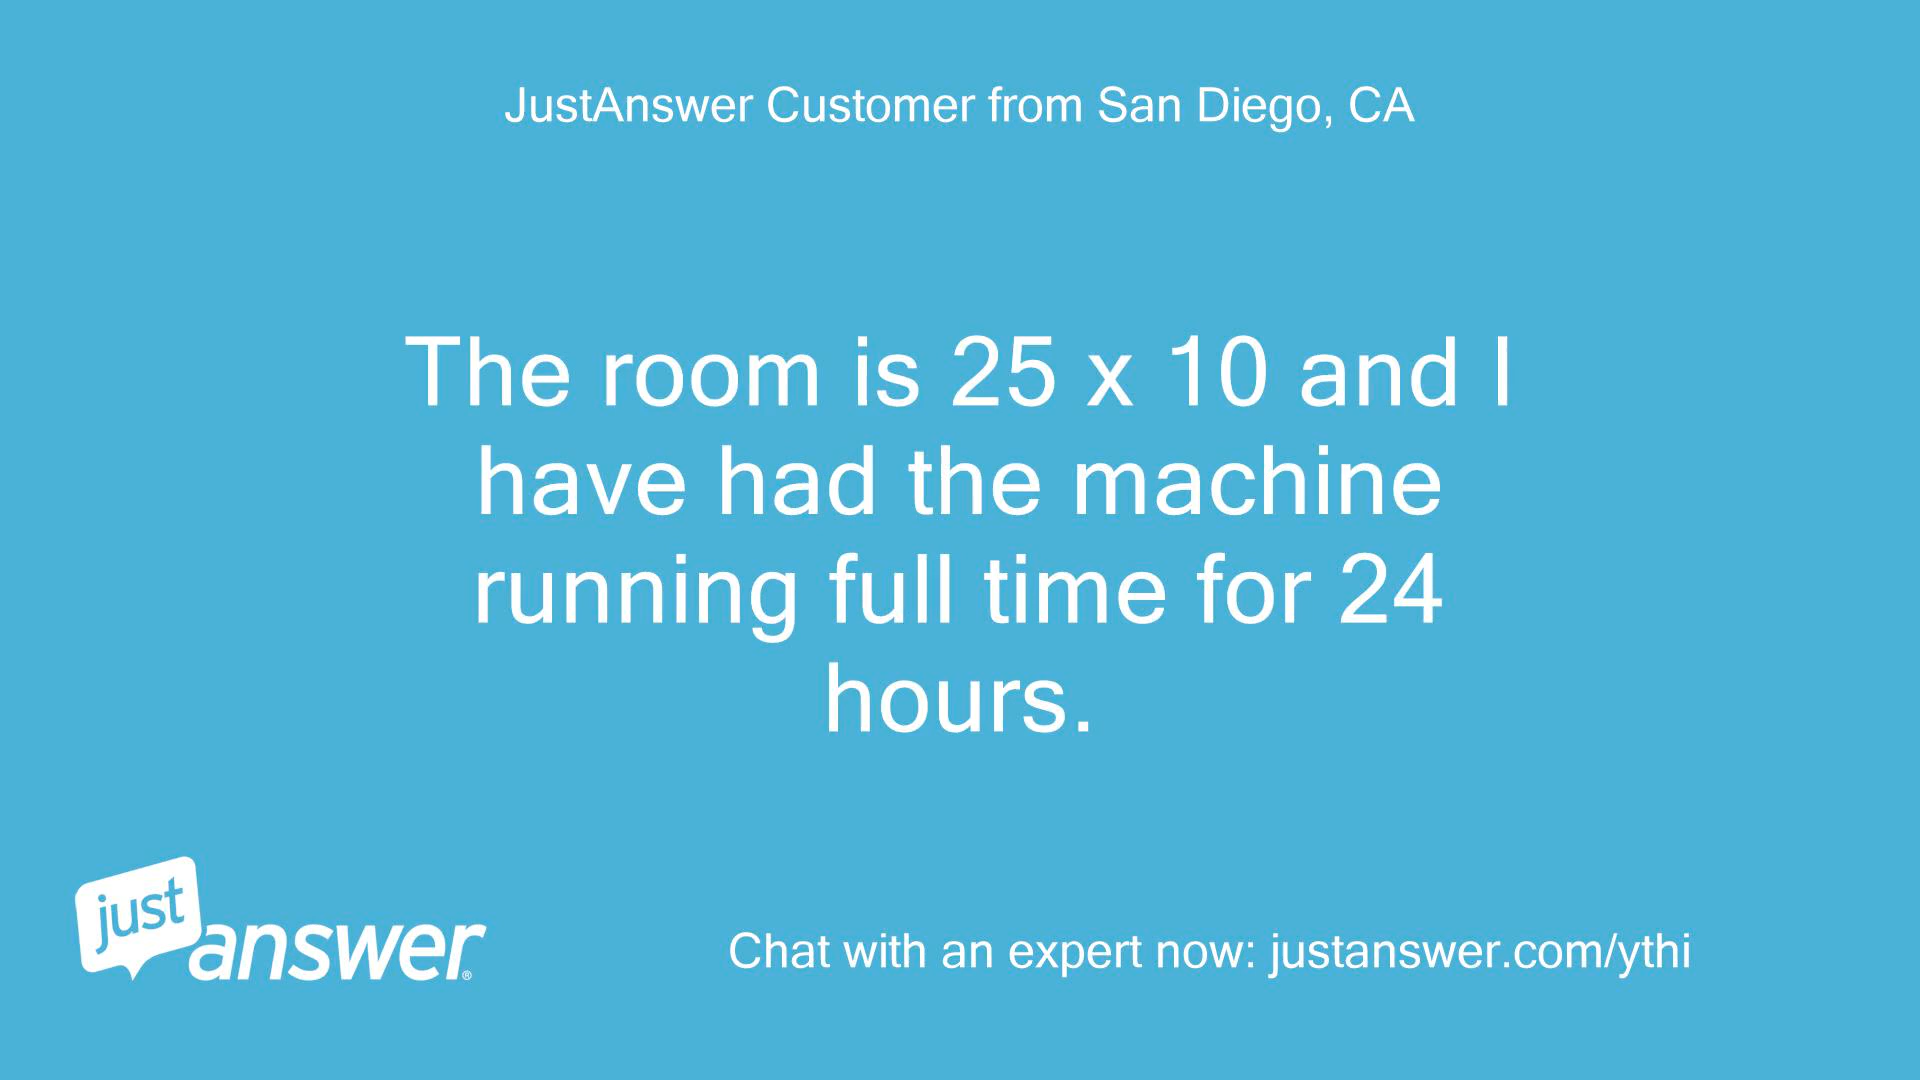 JustAnswer Customer from San Diego, CA
The room is 25 x 10 and I
have had the machine
running full time for 24
hours.
just
answer®
Chat with an expert now: justanswer.com/ythi